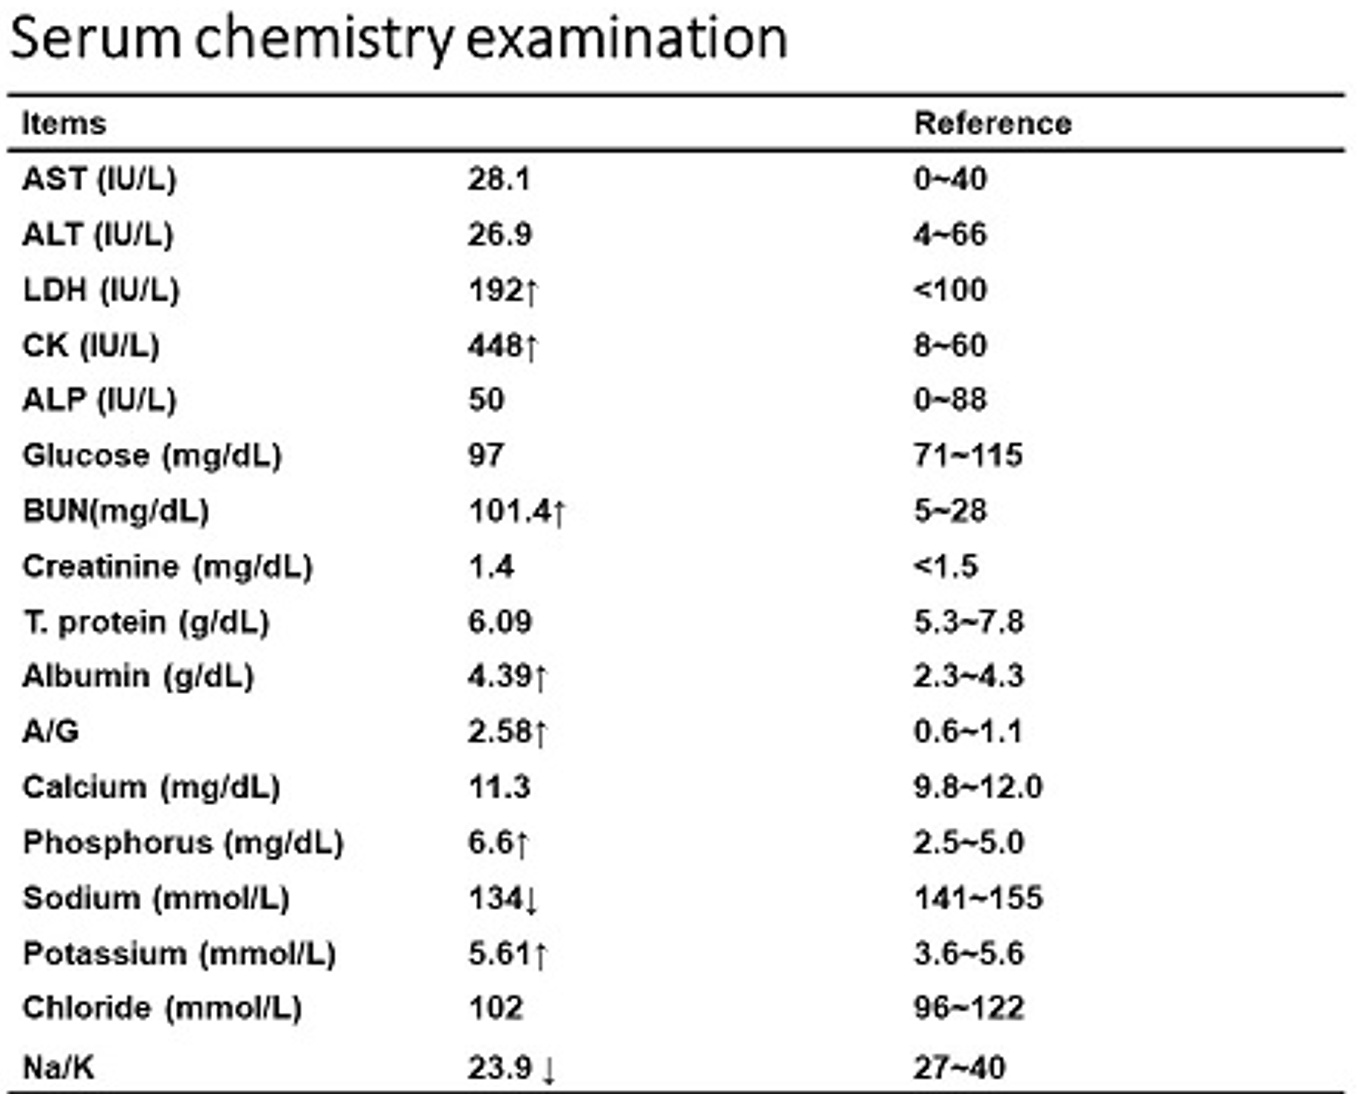 Serum chemistry examination
Items Reference
AST (IU/L) 28.1 0~40
ALT (IU/L) 26.9 4~66
LDH (IU/L) 192↑ <100
CK (IU/L) 448↑ 8~60
ALP (IU/L) 50 0~88
Glucose (mg/dL) 97 71~115
BUN(mg/dL) 101.4↑ 5~28
Creatinine (mg/dL) 1.4 <1.5
T. protein (g/dL) 6.09 5.3~7.8
Albumin (g/dL) 4.39↑ 2.3~4.3
A/G 2.58↑ 0.6~1.1
Calcium (mg/dL) 11.3 9.8~12.0
Phosphorus (mg/dL) 6.6↑ 2.5~5.0
Sodium (mmol/L) 134↓ 141~155
Potassium (mmol/L) 5.61↑ 3.6~5.6
Chloride (mmol/L) 102 96~122
Na/K 23.9 ↓ 27~40